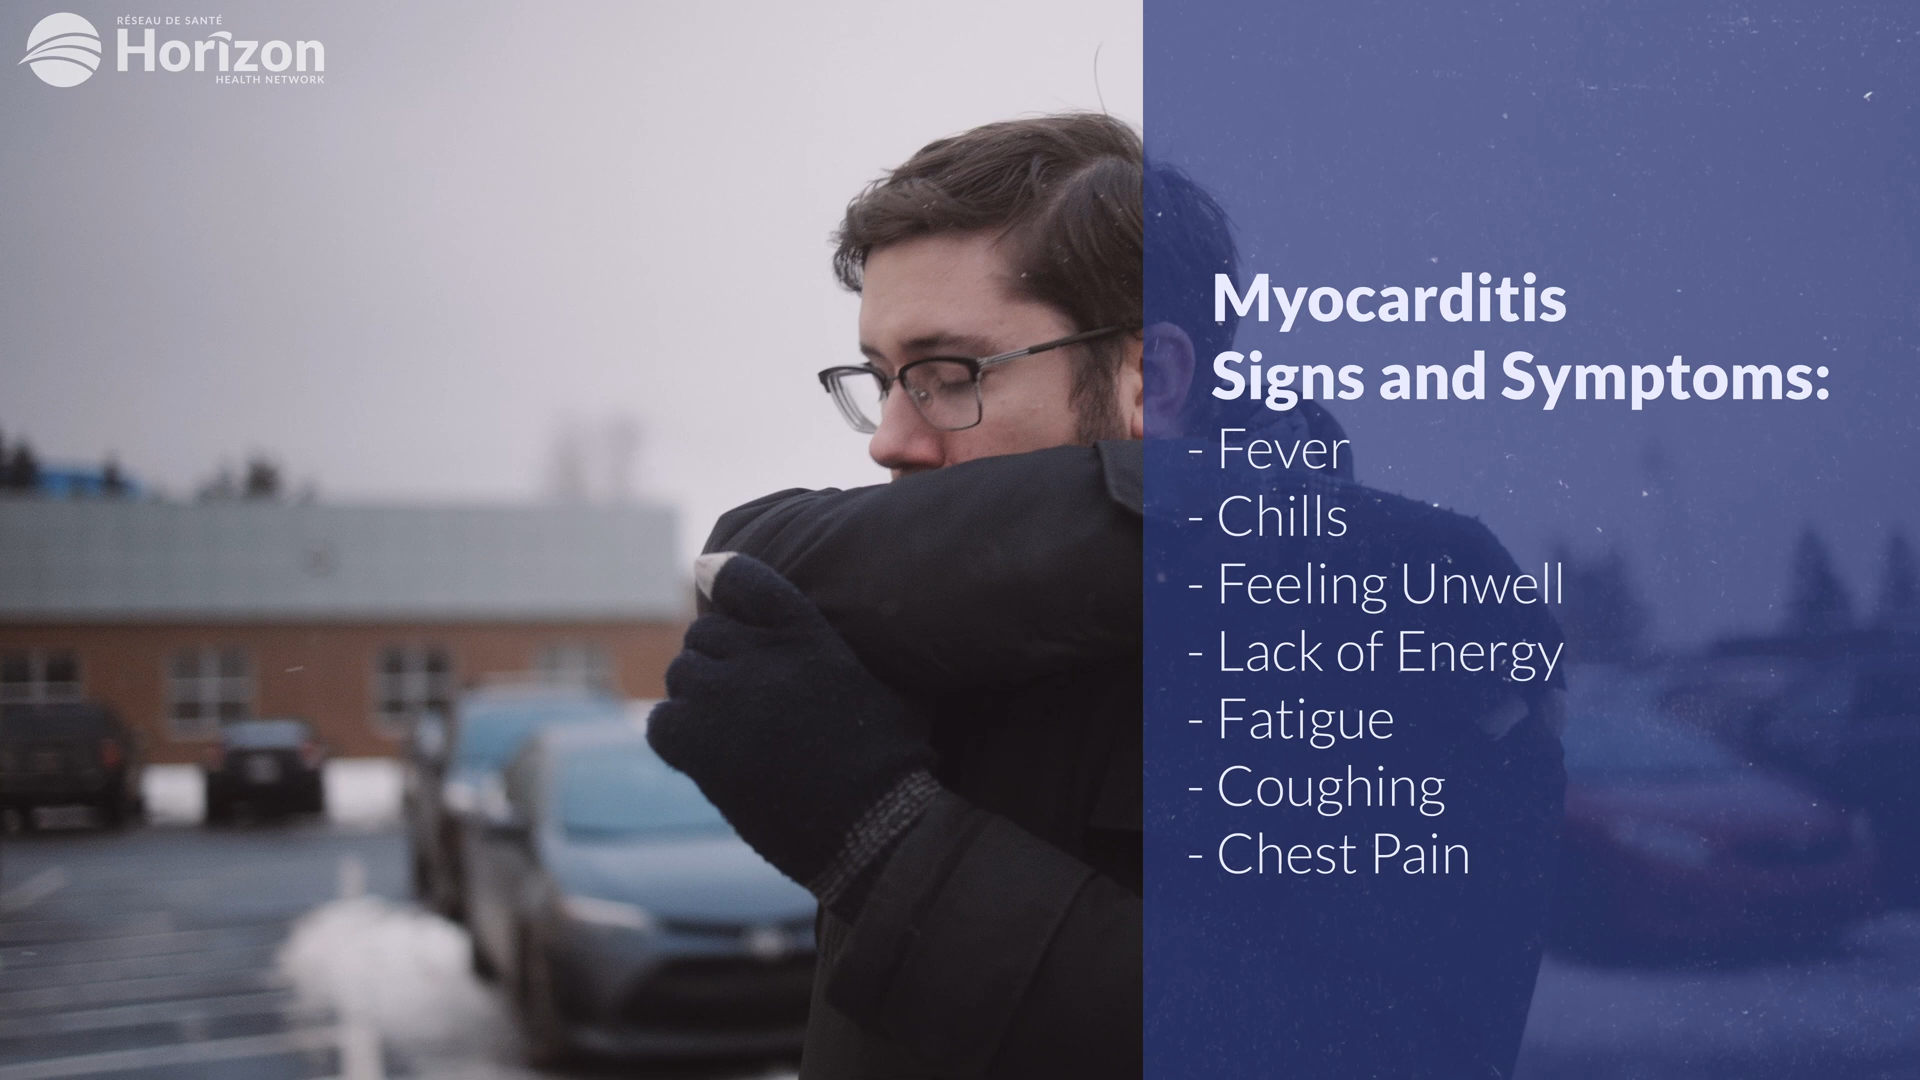 RÉSEAU DE SANTÉ
Horizon
HEALTH NETWORK
Myocarditis
Signs and Symptoms:
- Fever
- Chills
- Feeling Unwell
- Lack of Energy
- Fatigue
- Coughing
- Chest Pain